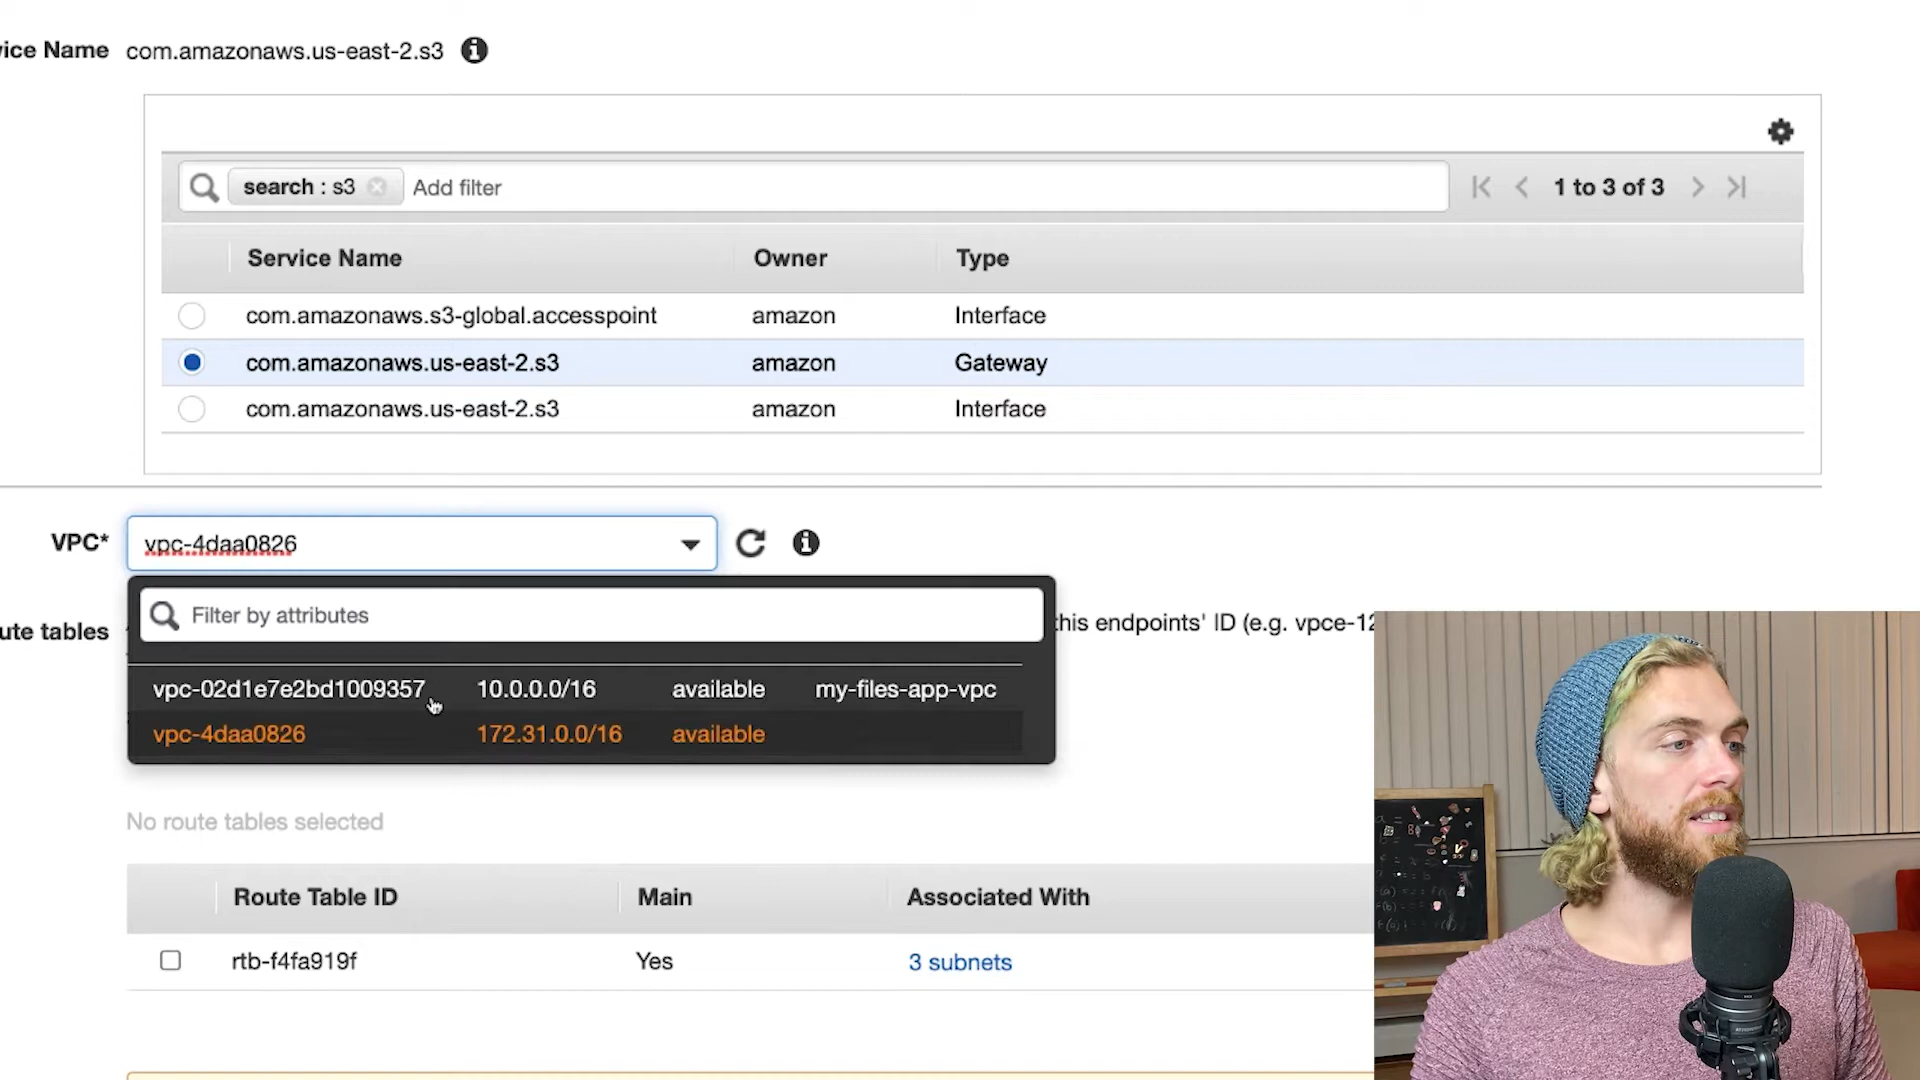 vice Name com.amazonaws.us-east-2.s3
search : s3 Add filter 1 to 3 of 3
Service Name Owner Type
com.amazonaws.s3-global.accesspoint amazon Interface
com.amazonaws.us-east-2.s3 amazon Gateway
com.amazonaws.us-east-2.s3 amazon Interface
VPC* vpc-4daa0826
Filter by attributes
ute tables this endpoints' ID (e.g. vpce-12
vpc-02d1e7e2bd1009357 10.0.0.0/16 available my-files-app-vpc
vpc-4daa0826 172.31.0.0/16 available
No route tables selected
Route Table ID Main Associated With
rtb-f4fa919f Yes 3 subnets